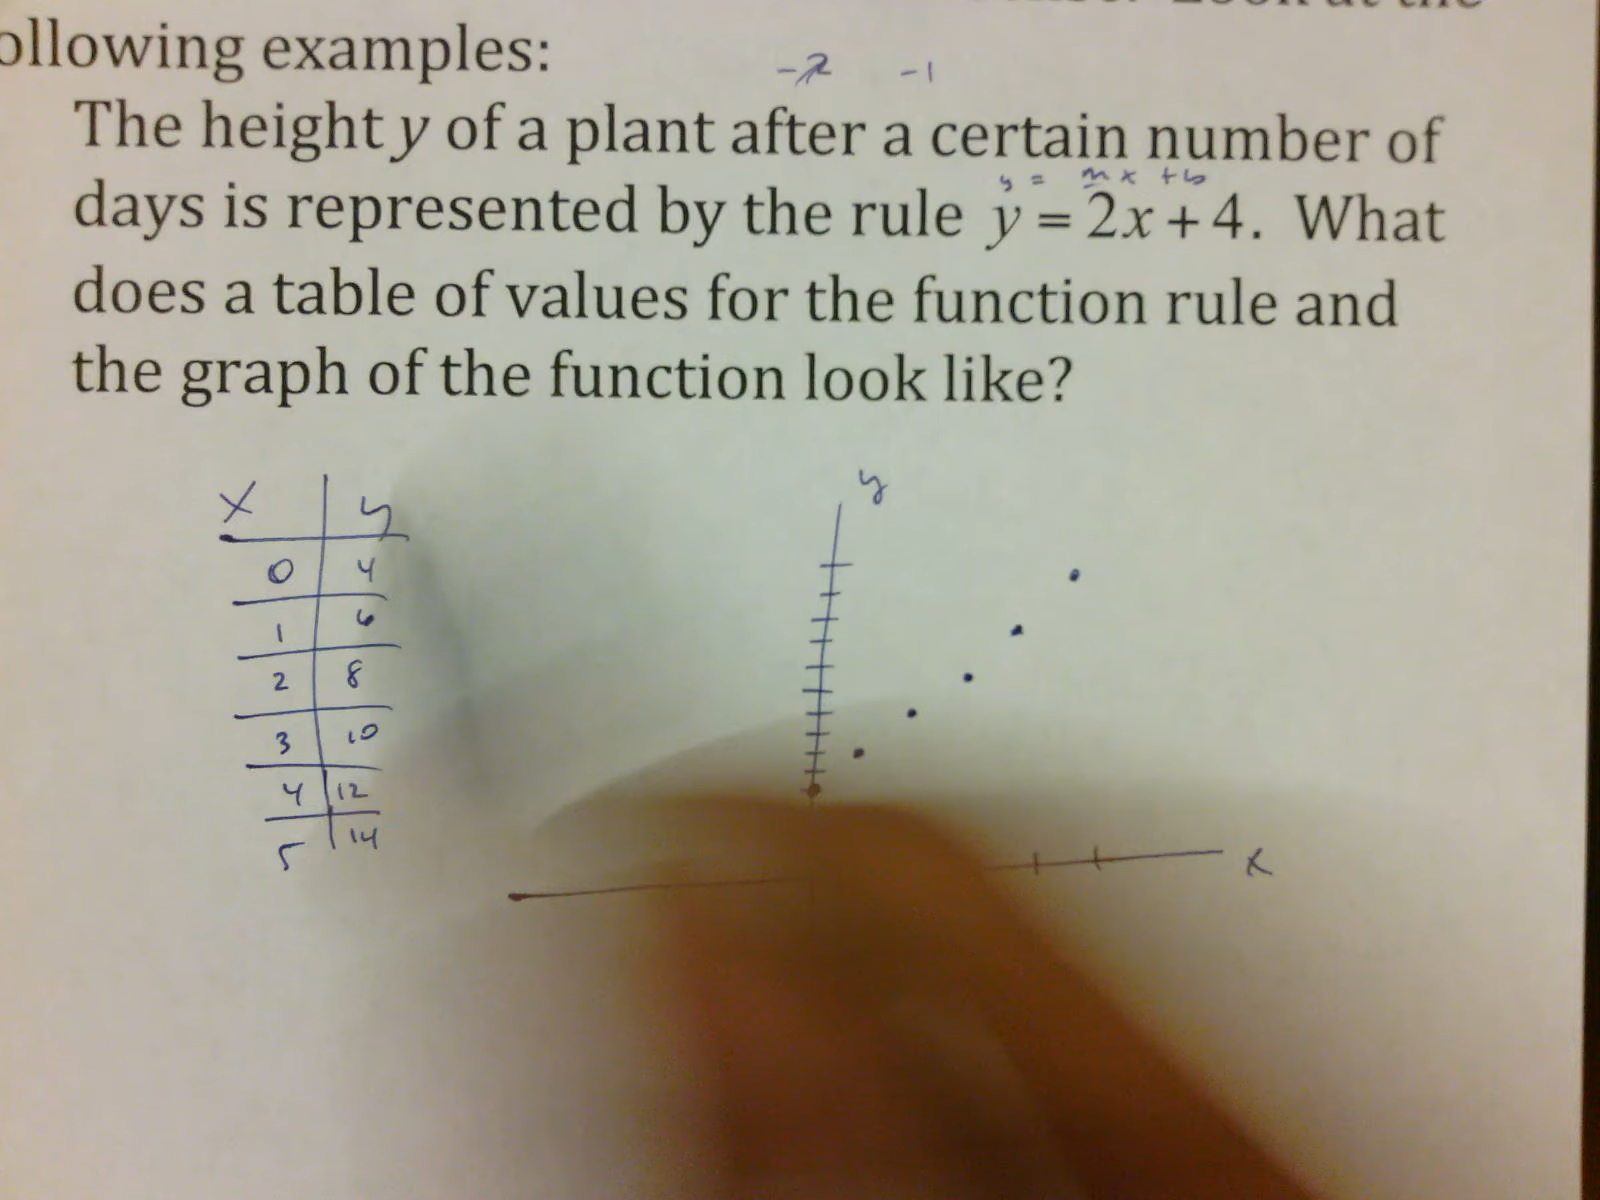 ollowing examples:
-2 -1
The height y of a plant after a certain number of
y = mx + b
days is represented by the rule y = 2x + 4. What
does a table of values for the function rule and
the graph of the function look like?
x y
0 4
1 6
2 8
3 10
4 12
5 14
y
x